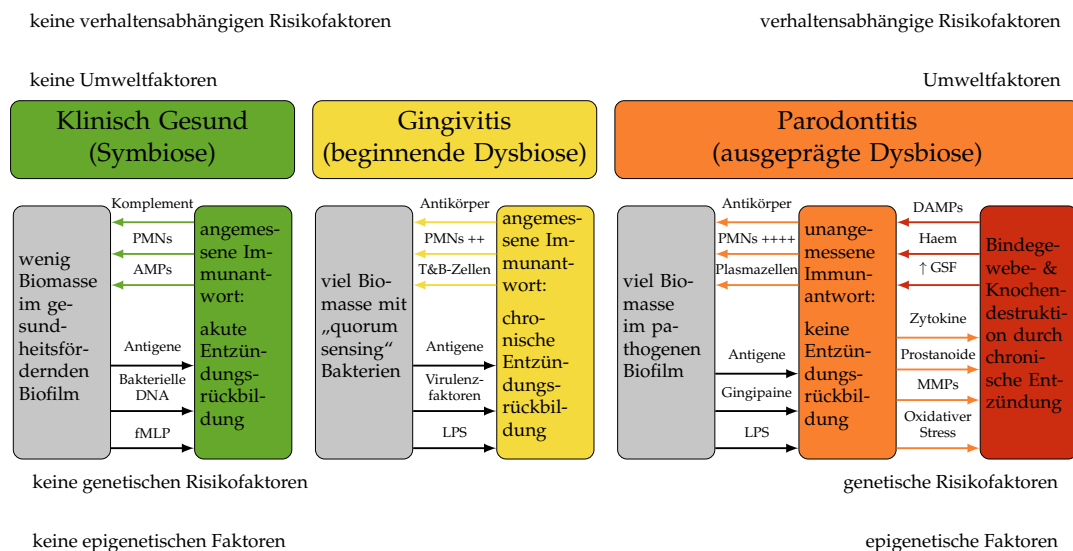 keine verhaltensabhängigen Risikofaktoren
verhaltensabhängige Risikofaktoren
keine Umweltfaktoren
Umweltfaktoren
Klinisch Gesund
(Symbiose)
Gingivitis
(beginnende Dysbiose)
Parodontitis
(ausgeprägte Dysbiose)
wenig
Biomasse
im ge-
sund-
heitsför-
dernden
Biofilm
Komplement
PMNs
AMPs
Antigene
Bakterielle
DNA
fMLP
angemes-
sene Im-
munant-
wort:
akute
Entzün-
dungs-
rückbil-
dung
viel Bio-
masse mit
„quorum
sensing“
Bakterien
Antikörper
PMNs ++
T&B-Zellen
Antigene
Virulenz-
faktoren
LPS
angemes-
sene Im-
munant-
wort:
chro-
nische
Entzün-
dungs-
rückbil-
dung
viel Bio-
masse
im pa-
thogenen
Biofilm
Antikörper
PMNs ++++
Plasmazellen
Antigene
Gingipaine
LPS
unange-
messene
Immun-
antwort:
keine
Entzün-
dungs-
rückbil-
dung
DAMPs
Haem
↑ GSF
Zytokine
Prostanoide
MMPs
Oxidativer
Stress
Bindege-
webe- &
Knochen-
destrukti-
on durch
chroni-
sche Ent-
zündung
keine genetischen Risikofaktoren
genetische Risikofaktoren
keine epigenetischen Faktoren
epigenetische Faktoren